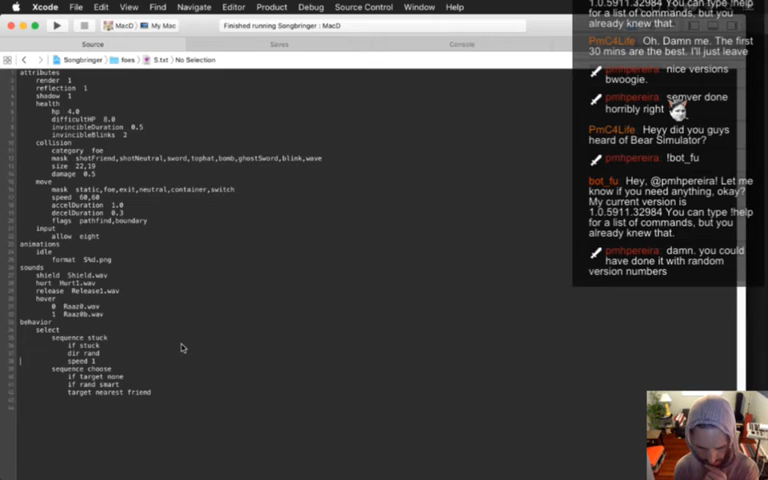 Xcode File Edit View Find Navigate Editor Product Debug Source Control Window Help
MacD My Mac
Finished running Songbringer : MacD
Source
Saves
Console
Songbringer foes S.txt No Selection
attributes
render 1
reflection 1
shadow 1
health
hp 4.0
difficultHP 8.0
invincibleDuration 0.5
invincibleBlinks 2
collision
category foe
mask shotFriend,shotNeutral,sword,tophat,bomb,ghostSword,blink,wave
size 22,19
damage 0.5
move
mask static,foe,exit,neutral,container,switch
speed 60,60
accelDuration 1.0
decelDuration 0.3
flags pathfind,boundary
input
allow eight
animations
idle
format S%d.png
sounds
shield Shield.wav
hurt Hurt1.wav
release Release1.wav
hover
0 Raaz0.wav
1 Raaz0b.wav
behavior
select
sequence stuck
if stuck
dir rand
speed 1
sequence choose
if target none
if rand smart
target nearest friend
1.0.5911.32984 You can type !help
for a list of commands, but you
already knew that.
PmC4Life Oh. Damn me. The first
30 mins are the best. I'll just leave
pmhpereira nice versions
bwoogie.
pmhpereira semver done
horribly right
PmC4Life Heyy did you guys
heard of Bear Simulator?
pmhpereira !bot_fu
bot_fu Hey, @pmhpereira! Let me
know if you need anything, okay?
My current version is
1.0.5911.32984 You can type !help
for a list of commands, but you
already knew that.
pmhpereira damn. you could
have done it with random
version numbers